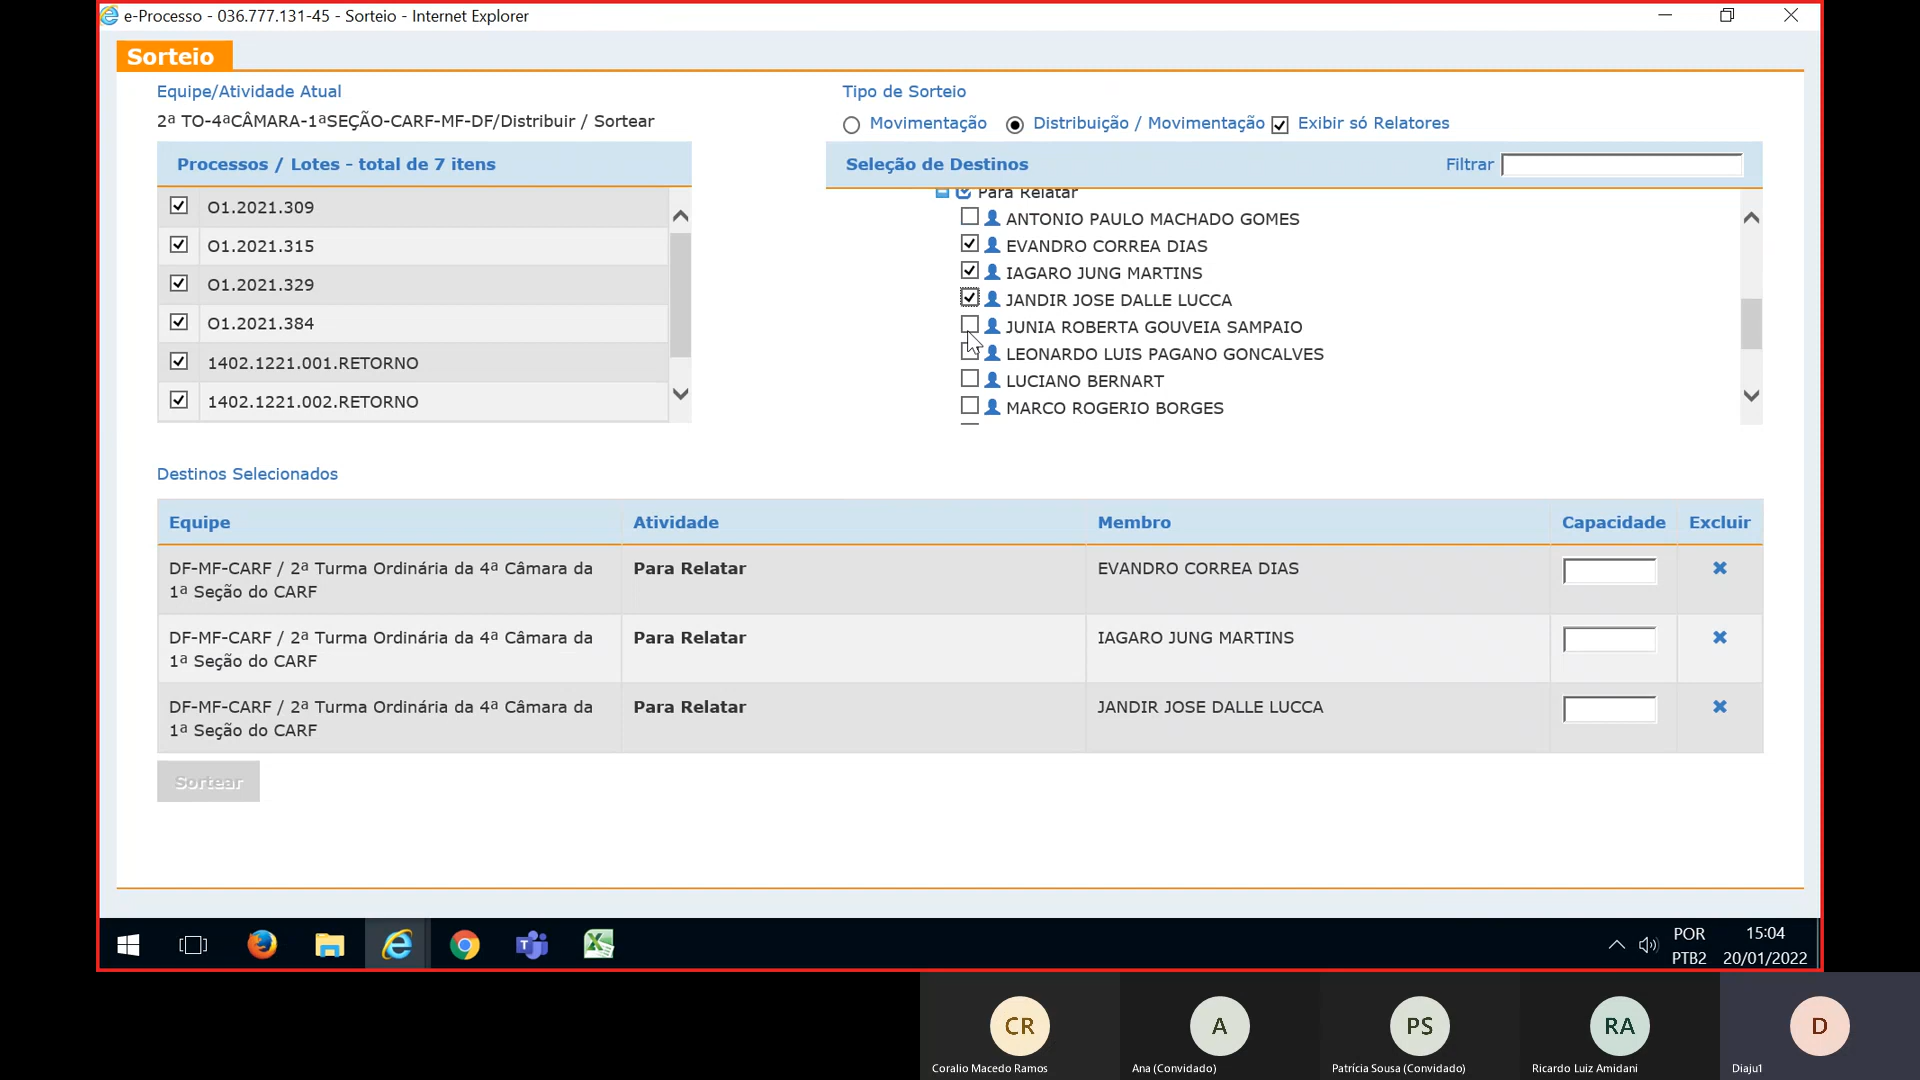 e-Processo - 036.777.131-45 - Sorteio - Internet Explorer
Sorteio
Equipe/Atividade Atual
2ª TO-4ªCÂMARA-1ªSEÇÃO-CARF-MF-DF/Distribuir / Sortear
Tipo de Sorteio
Movimentação Distribuição / Movimentação Exibir só Relatores
Processos / Lotes - total de 7 itens
O1.2021.309
O1.2021.315
O1.2021.329
O1.2021.384
1402.1221.001.RETORNO
1402.1221.002.RETORNO
Seleção de Destinos Filtrar
Para Relatar
ANTONIO PAULO MACHADO GOMES
EVANDRO CORREA DIAS
IAGARO JUNG MARTINS
JANDIR JOSE DALLE LUCCA
JUNIA ROBERTA GOUVEIA SAMPAIO
LEONARDO LUIS PAGANO GONCALVES
LUCIANO BERNART
MARCO ROGERIO BORGES
Destinos Selecionados
Equipe Atividade Membro Capacidade Excluir
DF-MF-CARF / 2ª Turma Ordinária da 4ª Câmara da Para Relatar EVANDRO CORREA DIAS
1ª Seção do CARF
DF-MF-CARF / 2ª Turma Ordinária da 4ª Câmara da Para Relatar IAGARO JUNG MARTINS
1ª Seção do CARF
DF-MF-CARF / 2ª Turma Ordinária da 4ª Câmara da Para Relatar JANDIR JOSE DALLE LUCCA
1ª Seção do CARF
Sortear
POR 15:04
PTB2 20/01/2022
CR A PS RA D
Coralio Macedo Ramos Ana (Convidado) Patrícia Sousa (Convidado) Ricardo Luiz Amidani Diaju1